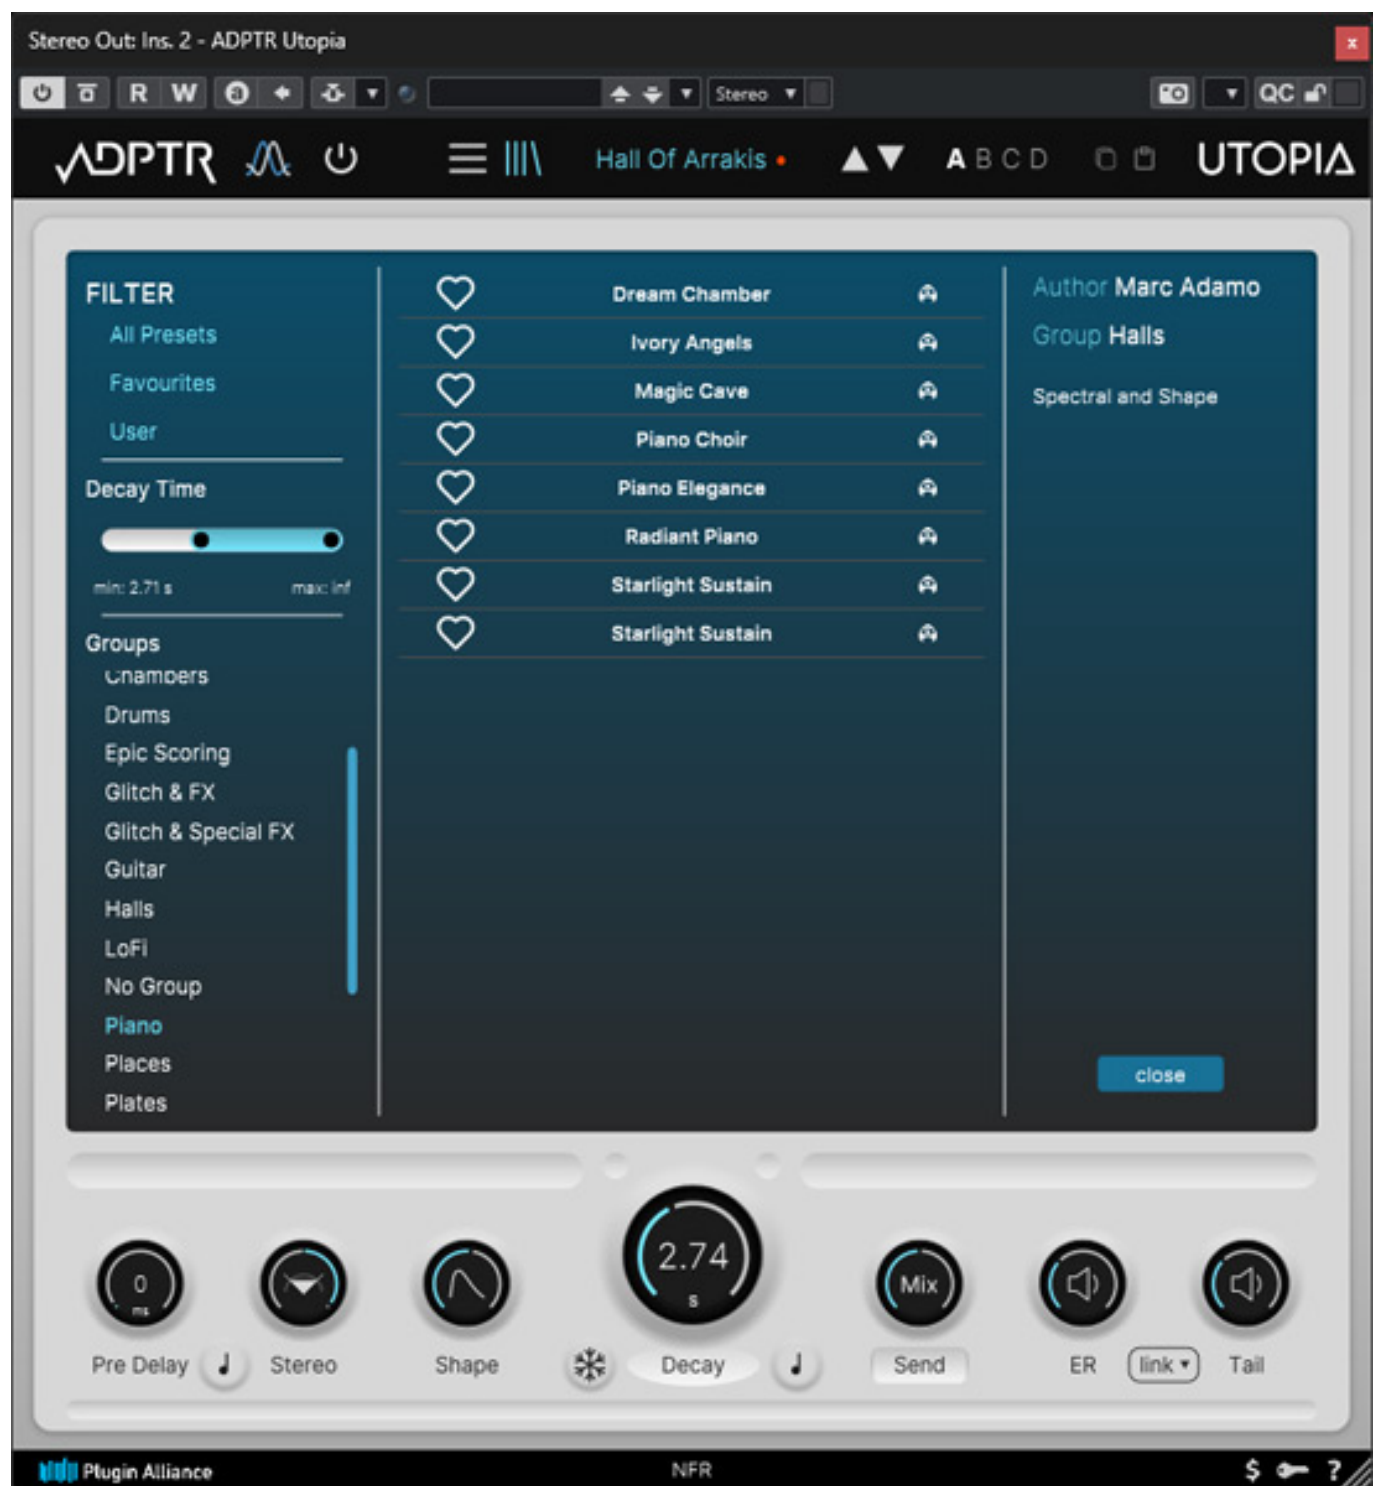 Stereo Out: Ins. 2 - ADPTR Utopia
x
R W Stereo QC
ADPTR Hall Of Arrakis A B C D UTOPIA
FILTER
All Presets
Favourites
User
Decay Time
min: 2.71 s max: inf
Groups
Chambers
Drums
Epic Scoring
Glitch & FX
Glitch & Special FX
Guitar
Halls
LoFi
No Group
Piano
Places
Plates
Dream Chamber
Ivory Angels
Magic Cave
Piano Choir
Piano Elegance
Radiant Piano
Starlight Sustain
Starlight Sustain
Author Marc Adamo
Group Halls
Spectral and Shape
close
0
ms
2.74
s
Mix
Pre Delay Stereo Shape Decay Send ER link Tail
Plugin Alliance NFR $ ?